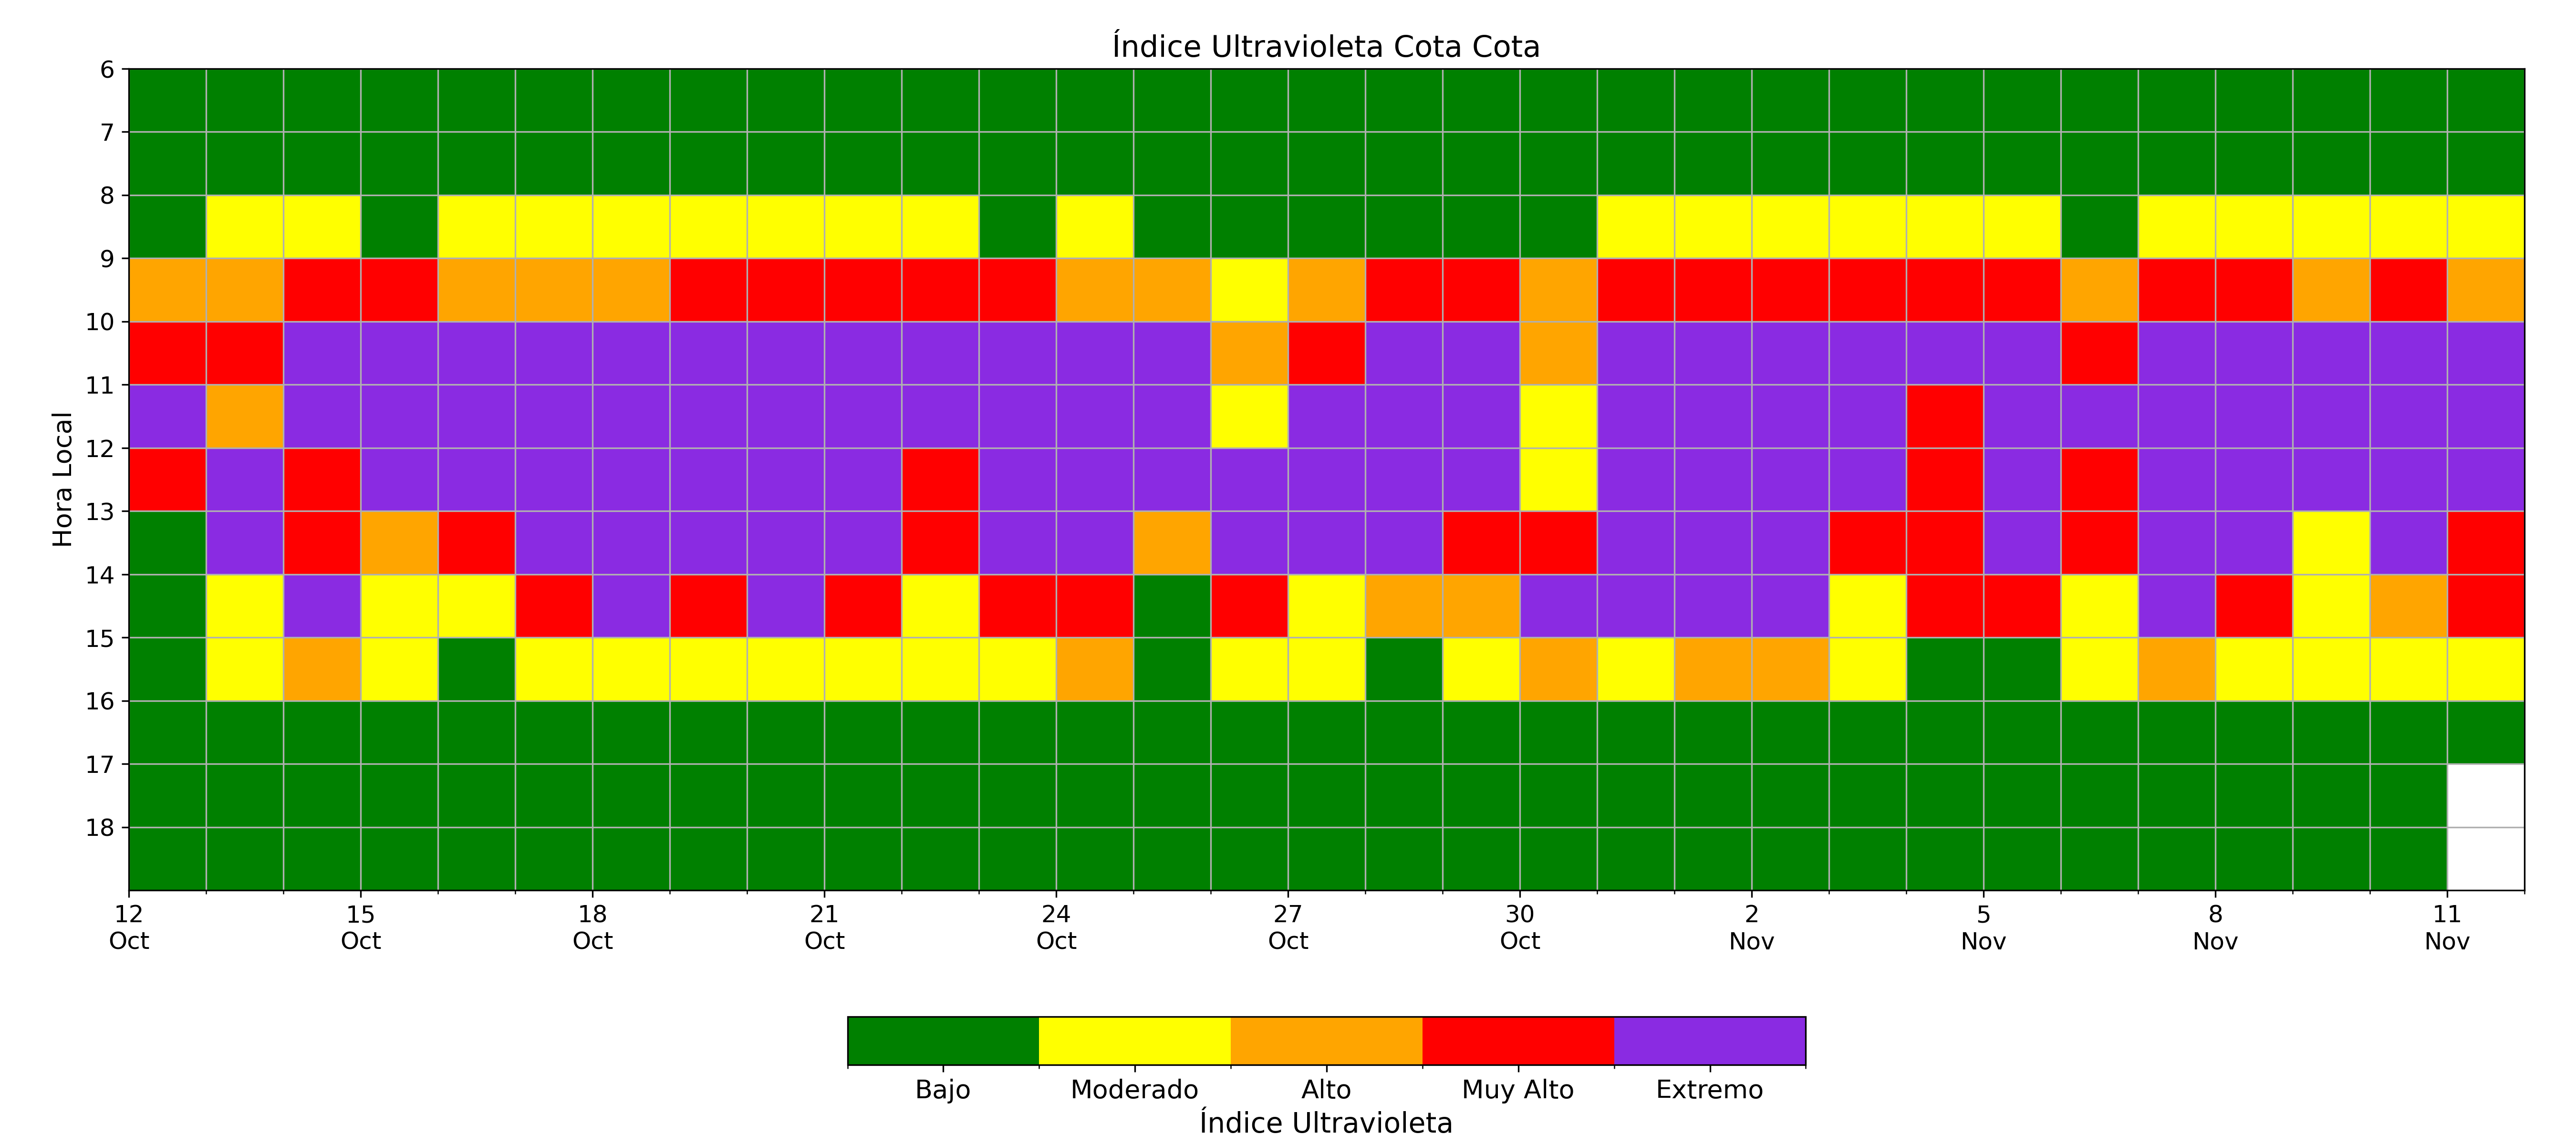 Índice Ultravioleta Cota Cota
Hora Local
6
7
8
9
10
11
12
13
14
15
16
17
18
12 15 18 21 24 27 30 2 5 8 11
Oct Oct Oct Oct Oct Oct Oct Nov Nov Nov Nov
Bajo Moderado Alto Muy Alto Extremo
Índice Ultravioleta